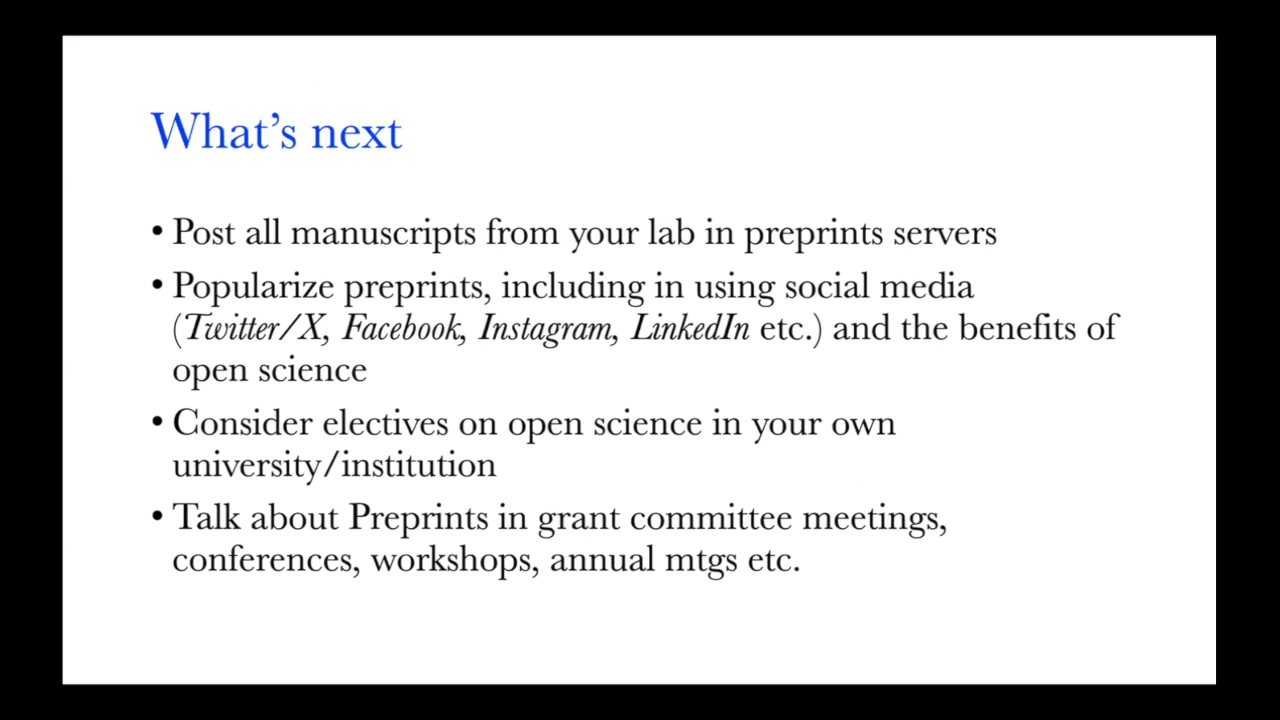 What's next
• Post all manuscripts from your lab in preprints servers
• Popularize preprints, including in using social media
(Twitter/X, Facebook, Instagram, LinkedIn etc.) and the benefits of
open science
• Consider electives on open science in your own
university/institution
• Talk about Preprints in grant committee meetings,
conferences, workshops, annual mtgs etc.